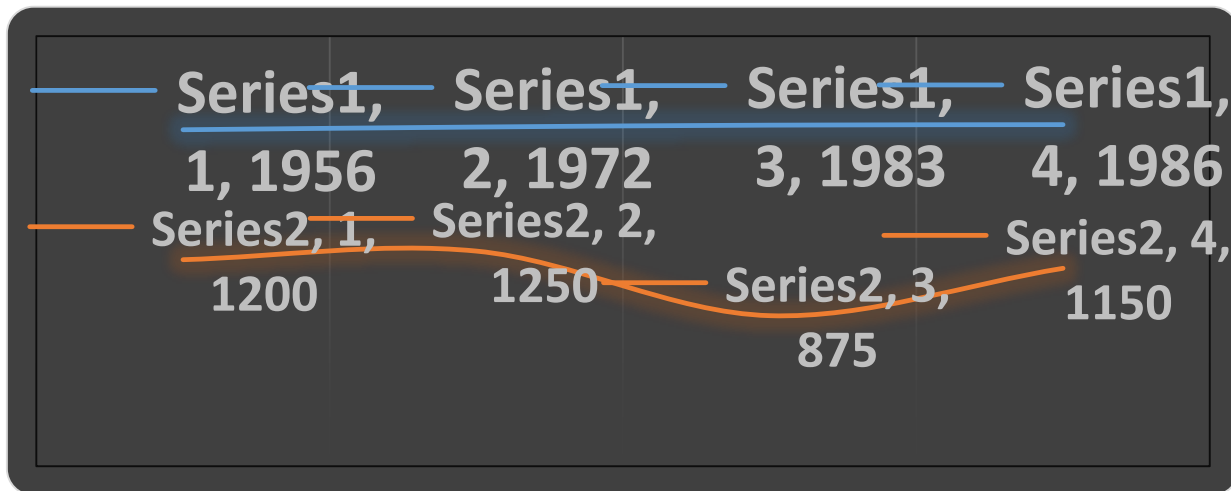 Series1, Series1, Series1, Series1,
1, 1956 2, 1972 3, 1983 4, 1986
Series2, 1, Series2, 2, Series2, 4,
1200 1250 Series2, 3, 1150
875